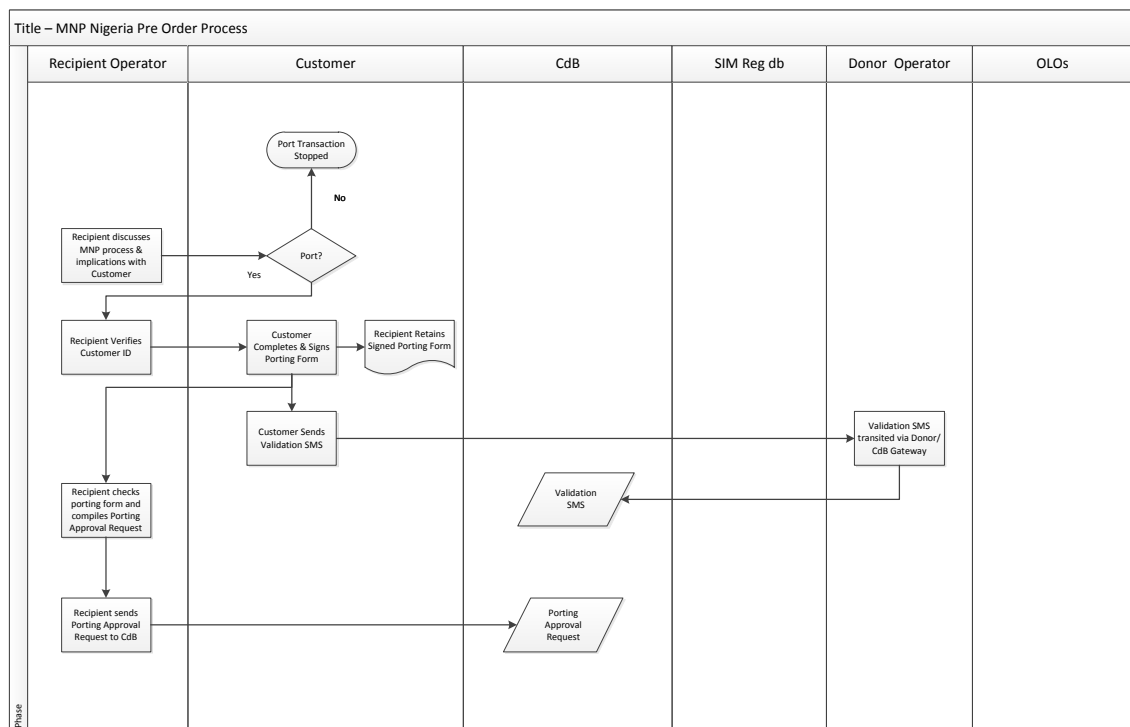 Title – MNP Nigeria Pre Order Process
Recipient Operator
Customer
CdB
SIM Reg db
Donor Operator
OLOs
Port Transaction
Stopped
No
Recipient discusses
MNP process &
implications with
Customer
Port?
Yes
Recipient Verifies
Customer ID
Customer
Completes & Signs
Porting Form
Recipient Retains
Signed Porting Form
Customer Sends
Validation SMS
Validation SMS
transited via Donor/
CdB Gateway
Recipient checks
porting form and
compiles Porting
Approval Request
Validation
SMS
Recipient sends
Porting Approval
Request to CdB
Porting
Approval
Request
Phase